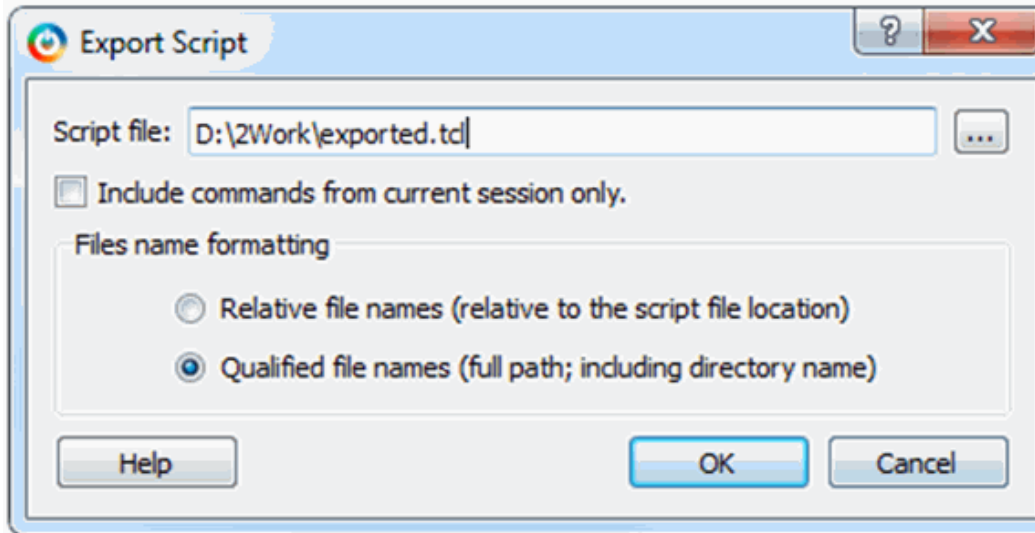 Export Script
Script file: D:\2Work\exported.tcl ...
Include commands from current session only.
Files name formatting
Relative file names (relative to the script file location)
Qualified file names (full path; including directory name)
Help OK Cancel